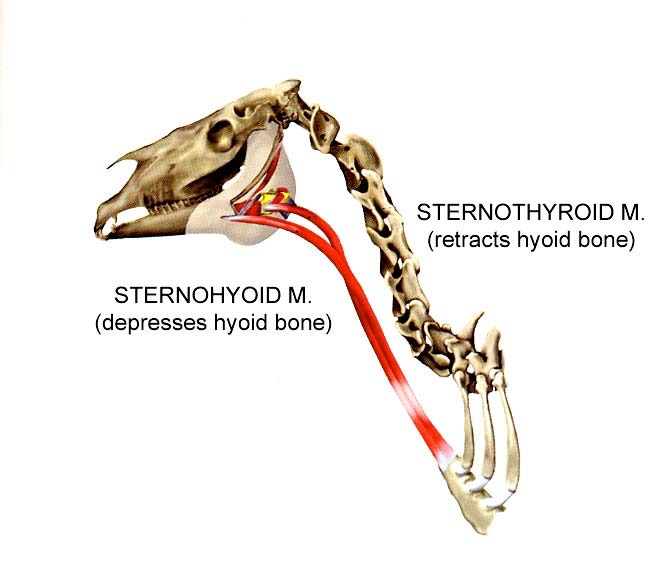 STERNOTHYROID M.
(retracts hyoid bone)
STERNOHYOID M.
(depresses hyoid bone)